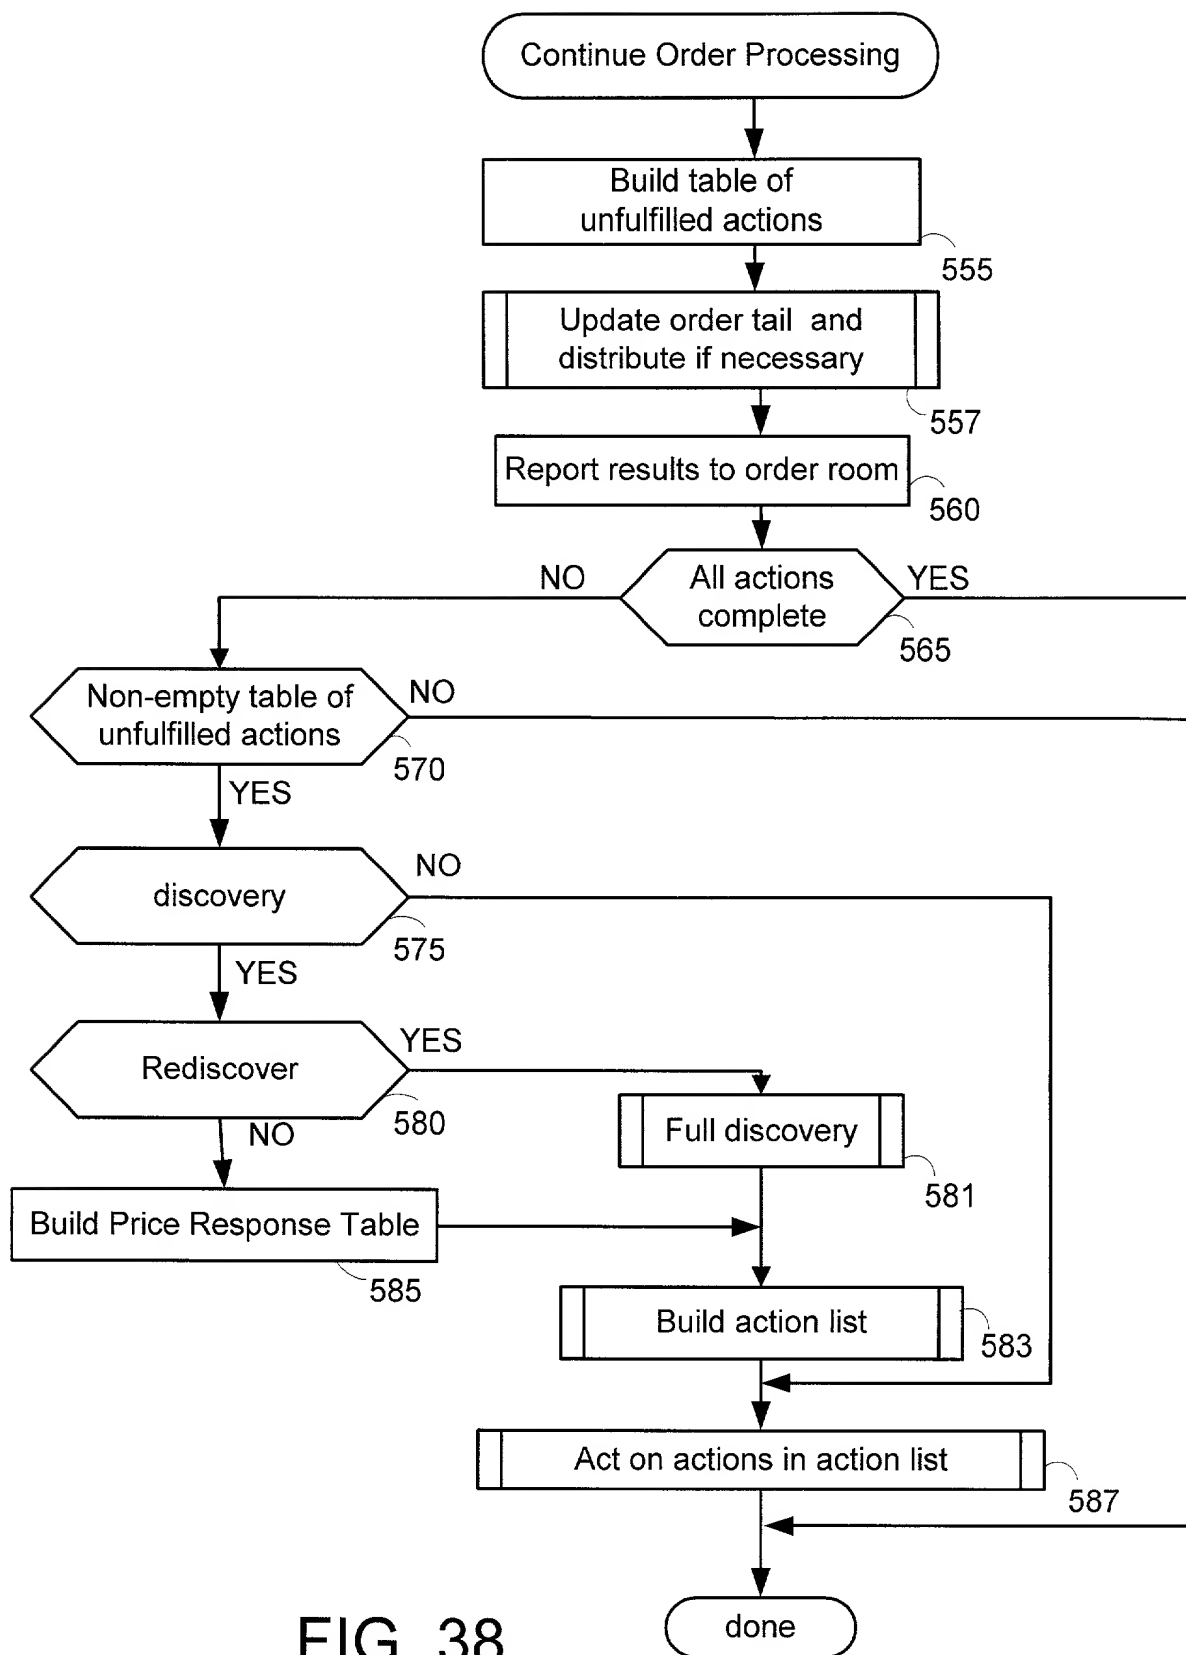 Continue Order Processing
Build table of
unfulfilled actions
555
Update order tail and
distribute if necessary
557
Report results to order room
560
NO
All actions
complete
YES
565
Non-empty table of
unfulfilled actions
NO
570
YES
discovery
NO
575
YES
Rediscover
YES
580
NO
Full discovery
581
Build Price Response Table
585
Build action list
583
Act on actions in action list
587
done
FIG. 38